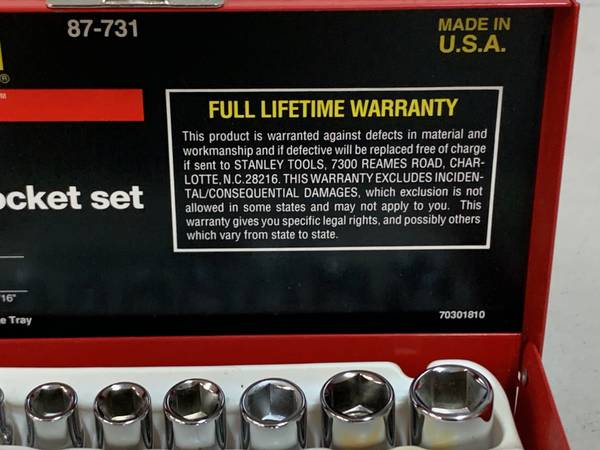 87-731
MADE IN
U.S.A.
®
TM
FULL LIFETIME WARRANTY
This product is warranted against defects in material and
workmanship and if defective will be replaced free of charge
if sent to STANLEY TOOLS, 7300 REAMES ROAD, CHAR-
LOTTE, N.C. 28216. THIS WARRANTY EXCLUDES INCIDEN-
TAL/CONSEQUENTIAL DAMAGES, which exclusion is not
allowed in some states and may not apply to you. This
warranty gives you specific legal rights, and possibly others
which vary from state to state.
ocket set
/16"
e Tray
70301810